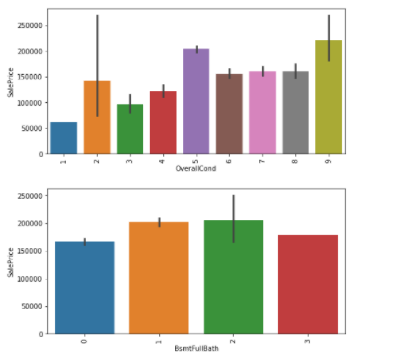 250000
200000
150000
100000
50000
0
SalePrice
1 2 3 4 5 6 7 8 9
OverallCond
250000
200000
150000
100000
50000
0
SalePrice
0 1 2 3
BsmtFullBath